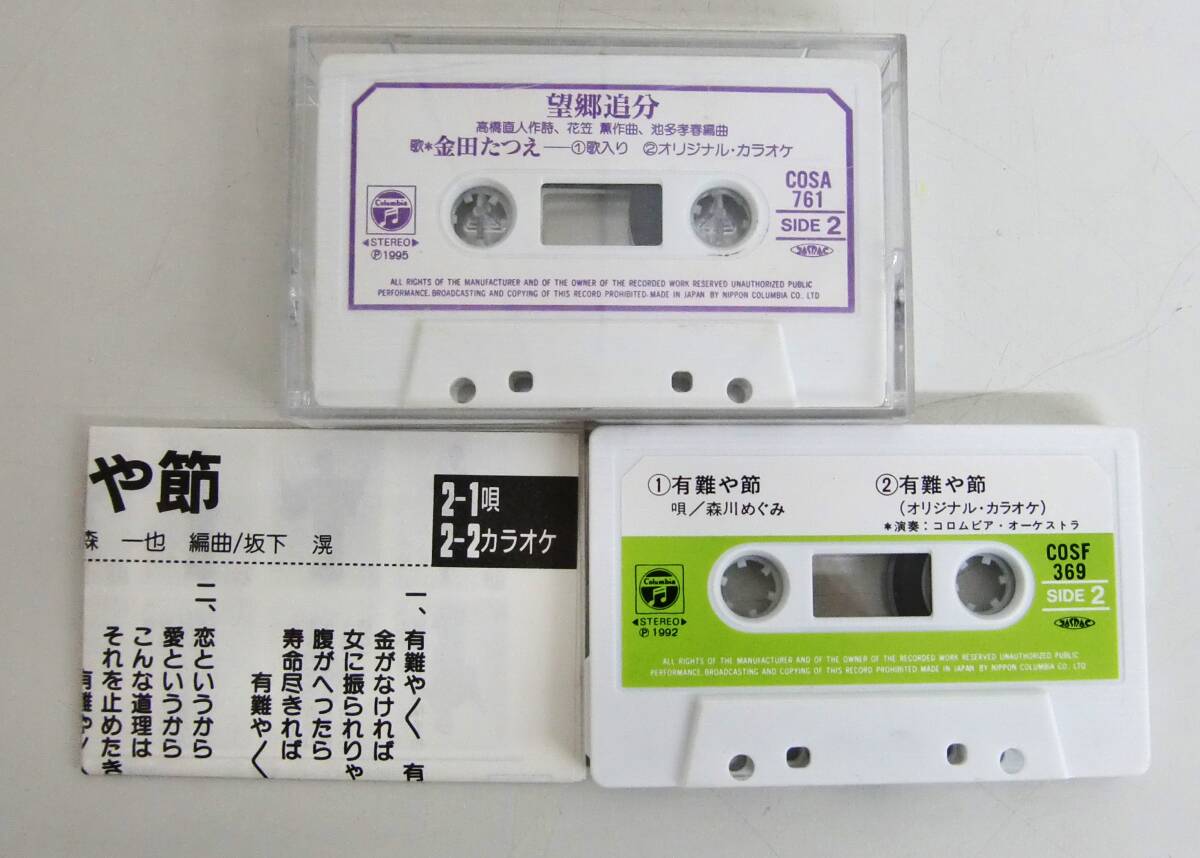 望郷追分
高橋直人作詩、花笠 薫作曲、池多孝春編曲
歌*金田たつえ——①歌入り ②オリジナル・カラオケ
Columbia
◀STEREO▶
Ⓟ1995
COSA
761
SIDE 2
ALL RIGHTS OF THE MANUFACTURER AND OF THE OWNER OF THE RECORDED WORK RESERVED UNAUTHORIZED PUBLIC
PERFORMANCE. BROADCASTING AND COPYING OF THIS RECORD PROHIBITED. MADE IN JAPAN BY NIPPON COLUMBIA CO. LTD
や節
2-1唄
2-2カラオケ
森 一也 編曲/坂下 滉
一、有難や〱 有
金がなければ
女に振られりゃ
腹がへったら
寿命尽きれば
有難や〱
二、恋というから
愛というから
こんな道理は
それを止めたき
有難や〱
①有難や節
唄/森川めぐみ
②有難や節
(オリジナル・カラオケ)
*演奏:コロムビア・オーケストラ
Columbia
◀STEREO▶
Ⓟ1992
COSF
369
SIDE 2
ALL RIGHTS OF THE MANUFACTURER AND OF THE OWNER OF THE RECORDED WORK RESERVED UNAUTHORIZED PUBLIC
PERFORMANCE. BROADCASTING AND COPYING OF THIS RECORD PROHIBITED. MADE IN JAPAN BY NIPPON COLUMBIA CO. LTD